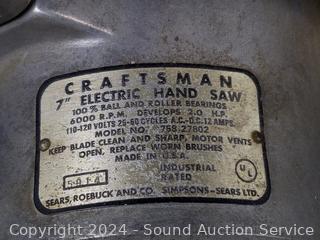 CRAFTSMAN
7" ELECTRIC HAND SAW
100% BALL AND ROLLER BEARINGS
6000 R.P.M. DEVELOPS 2.0 H.P.
110-120 VOLTS 25-60 CYCLES A.C.-D.C. 12 AMPS.
MODEL NO. 758.27802
KEEP BLADE CLEAN AND SHARP, MOTOR VENTS
OPEN, REPLACE WORN BRUSHES
MADE IN U.S.A.
INDUSTRIAL
RATED
UL
SEARS, ROEBUCK AND CO. SIMPSONS-SEARS LTD.
Copyright 2024 - Sound Auction Service